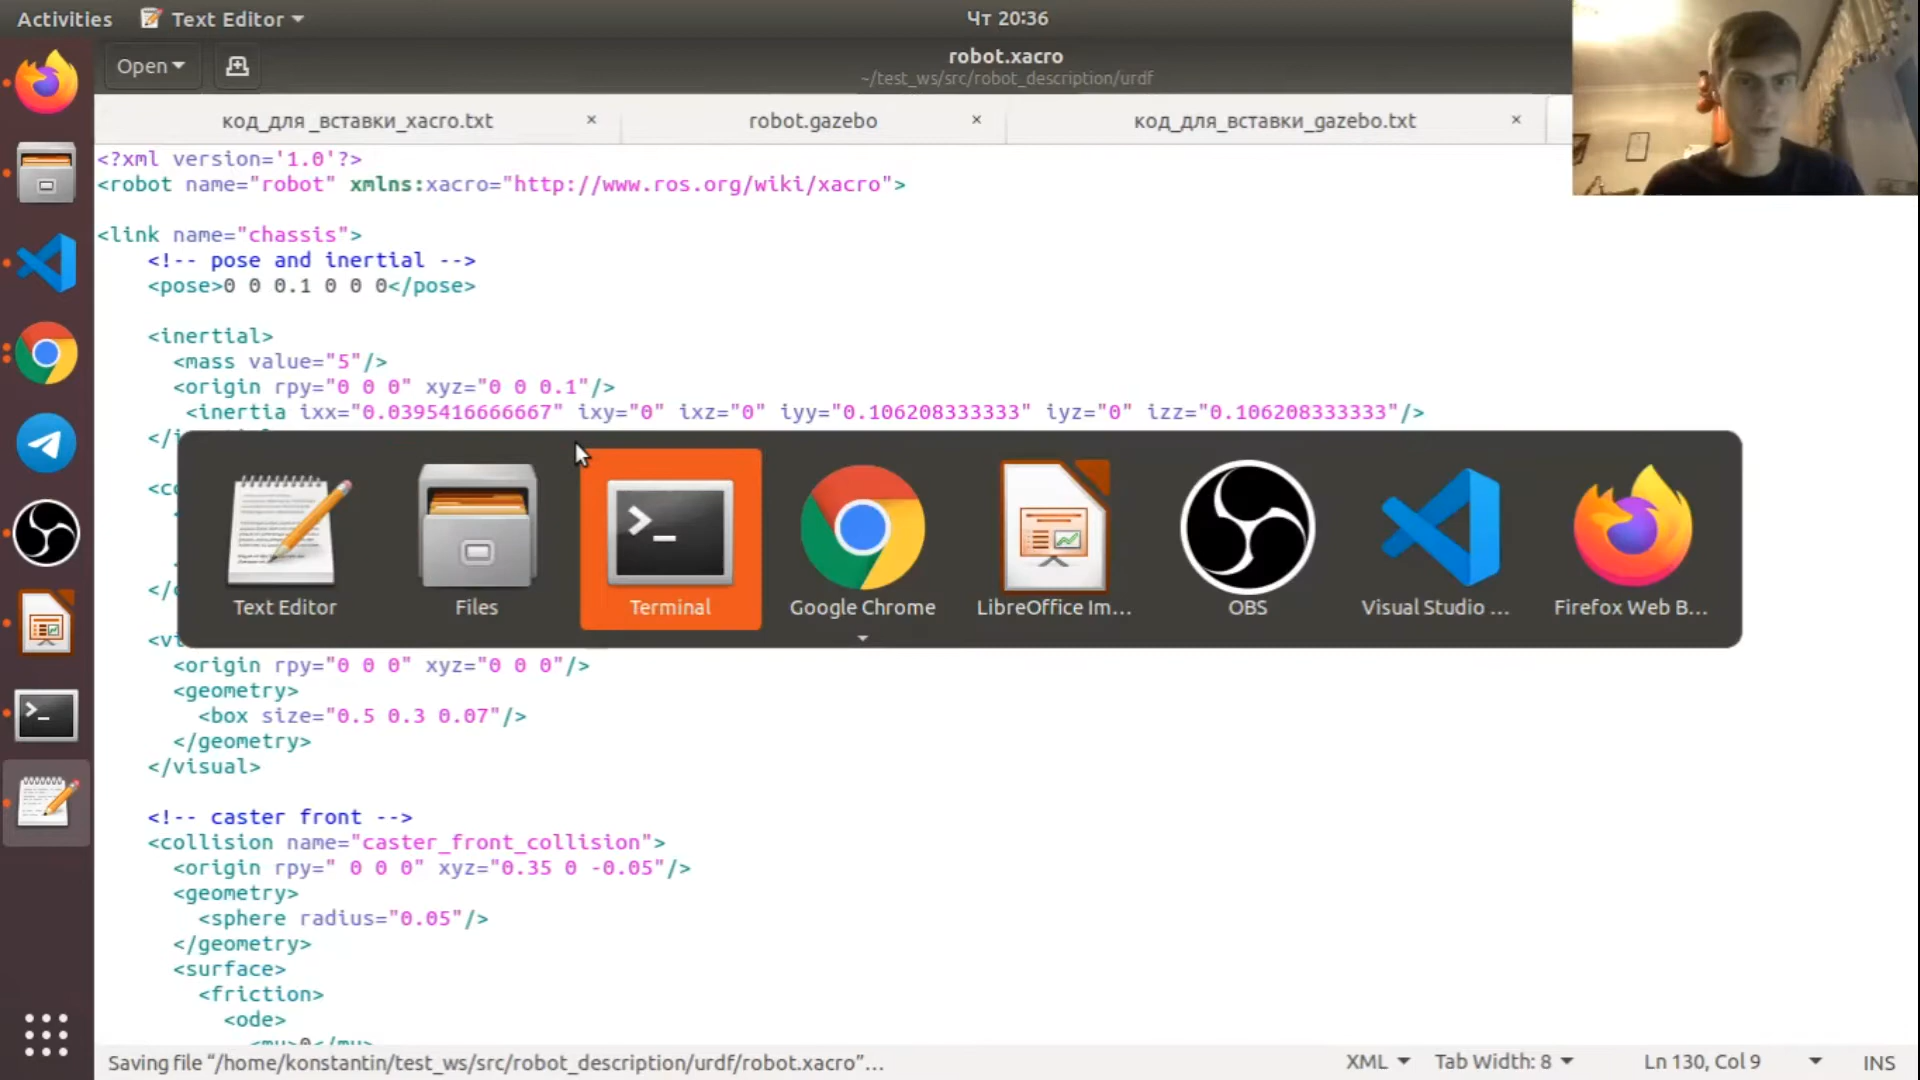 Activities
Text Editor
Чт 20:36
Open
robot.xacro
~/test_ws/src/robot_description/urdf
код_для _вставки_xacro.txt
robot.gazebo
код_для_вставки_gazebo.txt
<?xml version='1.0'?>
<robot name="robot" xmlns:xacro="http://www.ros.org/wiki/xacro">
<link name="chassis">
<!-- pose and inertial -->
<pose>0 0 0.1 0 0 0</pose>
<inertial>
<mass value="5"/>
<origin rpy="0 0 0" xyz="0 0 0.1"/>
<inertia ixx="0.0395416666667" ixy="0" ixz="0" iyy="0.106208333333" iyz="0" izz="0.106208333333"/>
Text Editor
Files
Terminal
Google Chrome
LibreOffice Im...
OBS
Visual Studio ...
Firefox Web B...
<origin rpy="0 0 0" xyz="0 0 0"/>
<geometry>
<box size="0.5 0.3 0.07"/>
</geometry>
</visual>
<!-- caster front -->
<collision name="caster_front_collision">
<origin rpy=" 0 0 0" xyz="0.35 0 -0.05"/>
<geometry>
<sphere radius="0.05"/>
</geometry>
<surface>
<friction>
<ode>
Saving file “/home/konstantin/test_ws/src/robot_description/urdf/robot.xacro”...
XML
Tab Width: 8
Ln 130, Col 9
INS